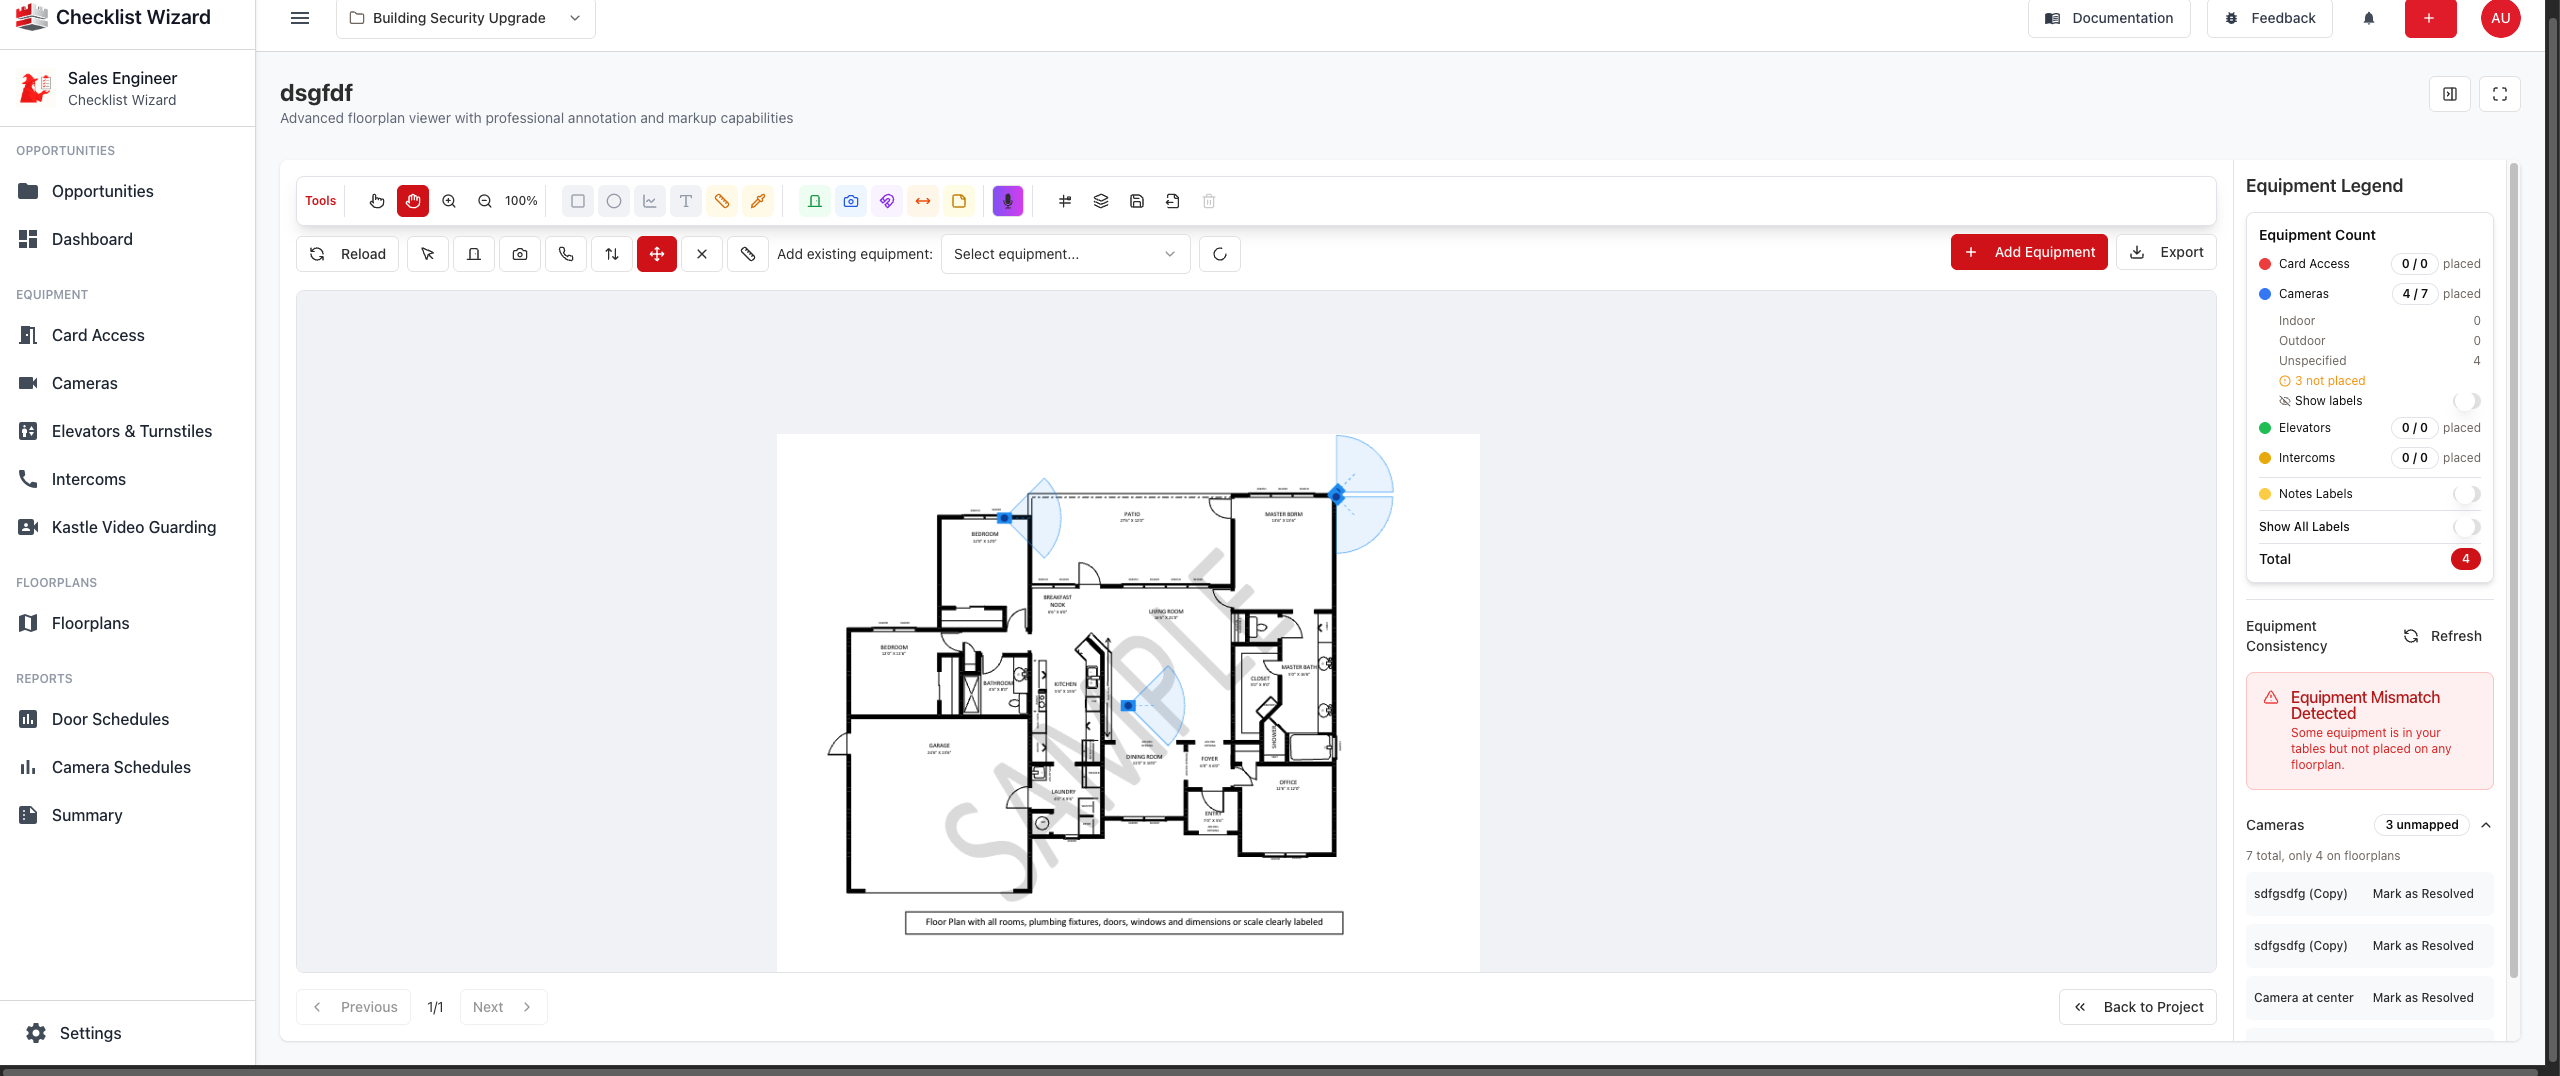 Checklist Wizard
Building Security Upgrade
Documentation
Feedback
AU
Sales Engineer
Checklist Wizard
OPPORTUNITIES
Opportunities
Dashboard
EQUIPMENT
Card Access
Cameras
Elevators & Turnstiles
Intercoms
Kastle Video Guarding
FLOORPLANS
Floorplans
REPORTS
Door Schedules
Camera Schedules
Summary
Settings
dsgfdf
Advanced floorplan viewer with professional annotation and markup capabilities
Tools
100%
Reload
Add existing equipment:
Select equipment...
Add Equipment
Export
PATIO
MASTER BDRM
BEDROOM
BREAKFAST
NOOK
LIVING ROOM
BEDROOM
BATHROOM
KITCHEN
CLOSET
MASTER BATH
SHOWER
GARAGE
DINING ROOM
FOYER
LAUNDRY
OFFICE
ENTRY
SAMPLE
Floor Plan with all rooms, plumbing fixtures, doors, windows and dimensions or scale clearly labeled
Previous
1/1
Next
Back to Project
Equipment Legend
Equipment Count
Card Access 0 / 0 placed
Cameras 4 / 7 placed
Indoor 0
Outdoor 0
Unspecified 4
3 not placed
Show labels
Elevators 0 / 0 placed
Intercoms 0 / 0 placed
Notes Labels
Show All Labels
Total 4
Equipment
Consistency
Refresh
Equipment Mismatch
Detected
Some equipment is in your
tables but not placed on any
floorplan.
Cameras 3 unmapped
7 total, only 4 on floorplans
sdfgsdfg (Copy) Mark as Resolved
sdfgsdfg (Copy) Mark as Resolved
Camera at center Mark as Resolved